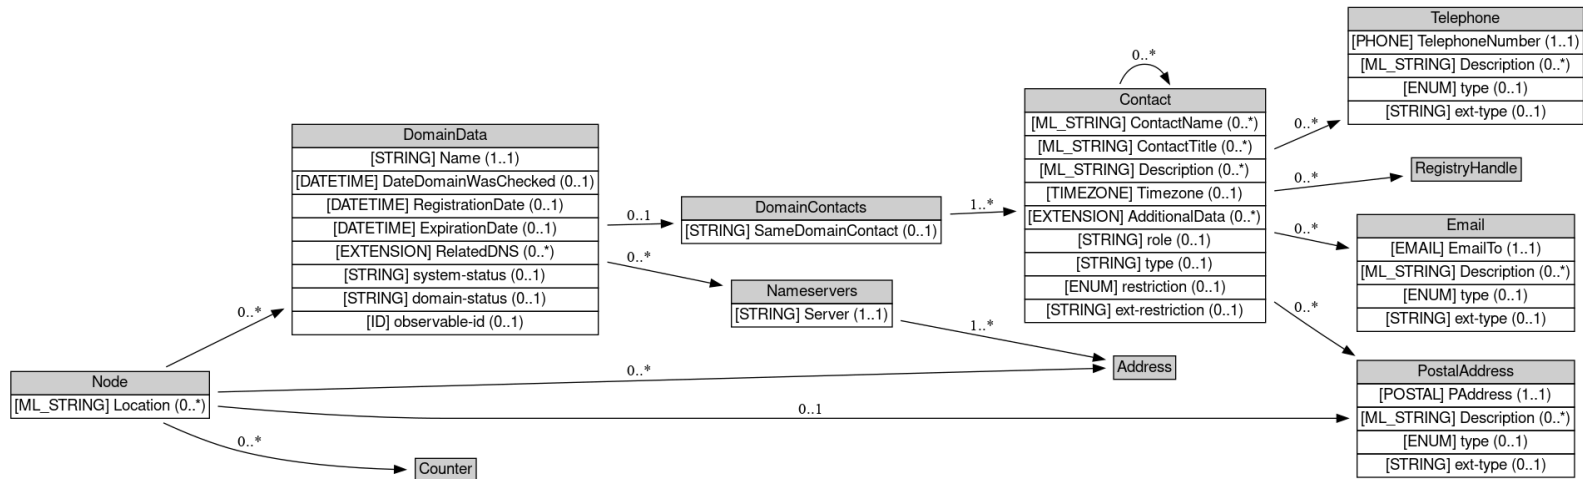 Node
[ML_STRING] Location (0..*)
0..*
0..*
0..1
0..*
DomainData
[STRING] Name (1..1)
[DATETIME] DateDomainWasChecked (0..1)
[DATETIME] RegistrationDate (0..1)
[DATETIME] ExpirationDate (0..1)
[EXTENSION] RelatedDNS (0..*)
[STRING] system-status (0..1)
[STRING] domain-status (0..1)
[ID] observable-id (0..1)
0..1
0..*
Counter
DomainContacts
[STRING] SameDomainContact (0..1)
1..*
Nameservers
[STRING] Server (1..1)
1..*
Address
0..*
Contact
[ML_STRING] ContactName (0..*)
[ML_STRING] ContactTitle (0..*)
[ML_STRING] Description (0..*)
[TIMEZONE] Timezone (0..1)
[EXTENSION] AdditionalData (0..*)
[STRING] role (0..1)
[STRING] type (0..1)
[ENUM] restriction (0..1)
[STRING] ext-restriction (0..1)
0..*
0..*
0..*
0..*
Telephone
[PHONE] TelephoneNumber (1..1)
[ML_STRING] Description (0..*)
[ENUM] type (0..1)
[STRING] ext-type (0..1)
RegistryHandle
Email
[EMAIL] EmailTo (1..1)
[ML_STRING] Description (0..*)
[ENUM] type (0..1)
[STRING] ext-type (0..1)
PostalAddress
[POSTAL] PAddress (1..1)
[ML_STRING] Description (0..*)
[ENUM] type (0..1)
[STRING] ext-type (0..1)